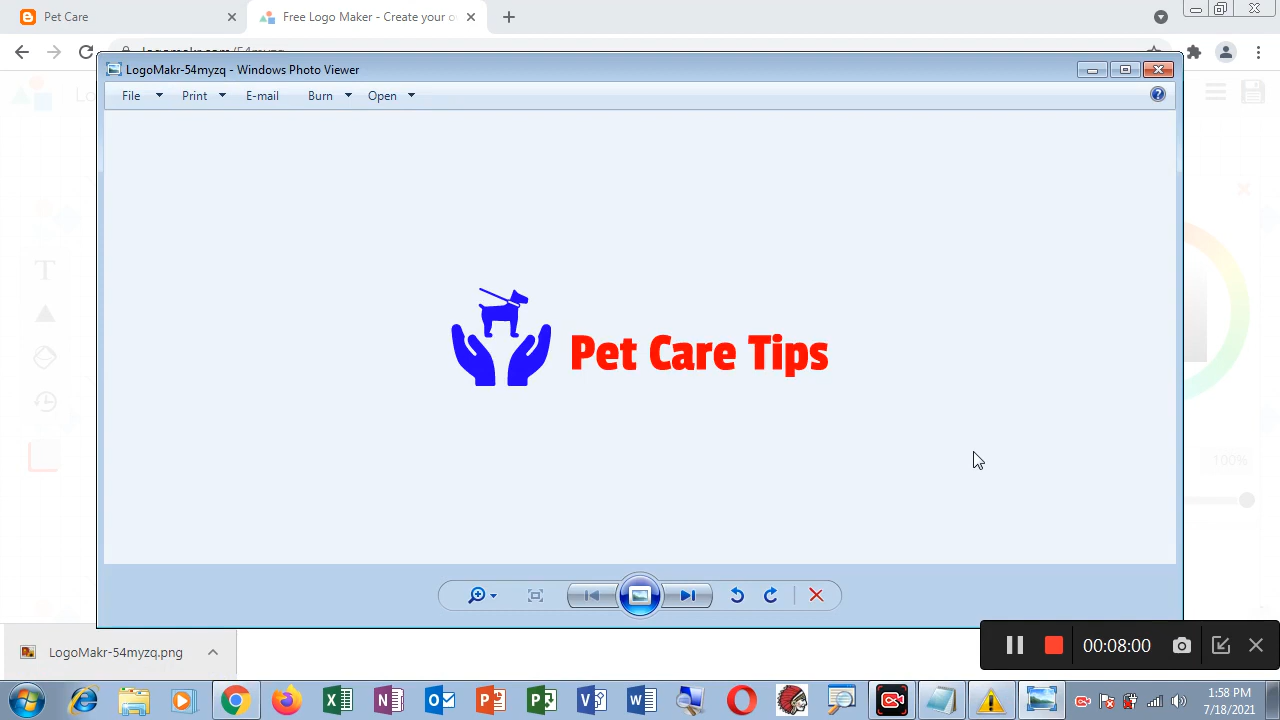 Pet Care
Free Logo Maker - Create your o
LogoMakr-54myzq - Windows Photo Viewer
File Print E-mail Burn Open
Pet Care Tips
100%
LogoMakr-54myzq.png
00:08:00
1:58 PM
7/18/2021